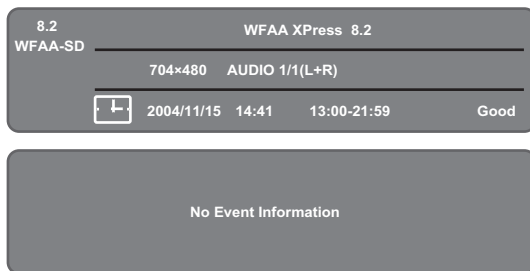 8.2 WFAA XPress 8.2
WFAA-SD
704×480 AUDIO 1/1(L+R)
2004/11/15 14:41 13:00-21:59 Good
No Event Information